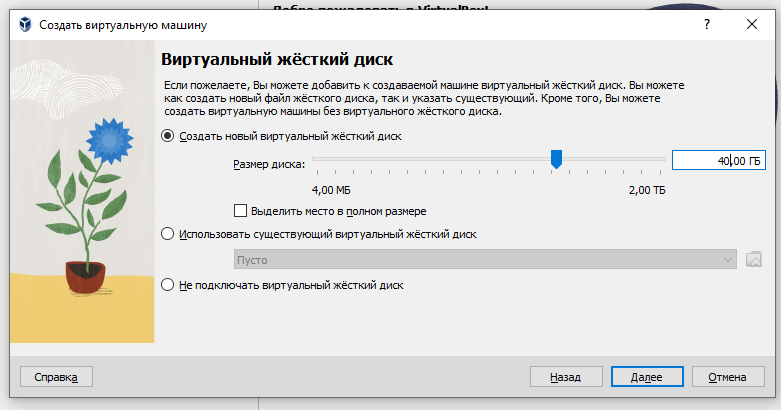 Добро пожаловать в VirtualBox!
Создать виртуальную машину
?
Виртуальный жёсткий диск
Если пожелаете, Вы можете добавить к создаваемой машине виртуальный жёсткий диск. Вы можете
как создать новый файл жёсткого диска, так и указать существующий. Кроме того, Вы можете
создать виртуальную машины без виртуального жёсткого диска.
Создать новый виртуальный жёсткий диск
Размер диска:
40,00 ГБ
4,00 МБ
2,00 ТБ
Выделить место в полном размере
Использовать существующий виртуальный жёсткий диск
Пусто
Не подключать виртуальный жёсткий диск
Справка
Назад
Далее
Отмена